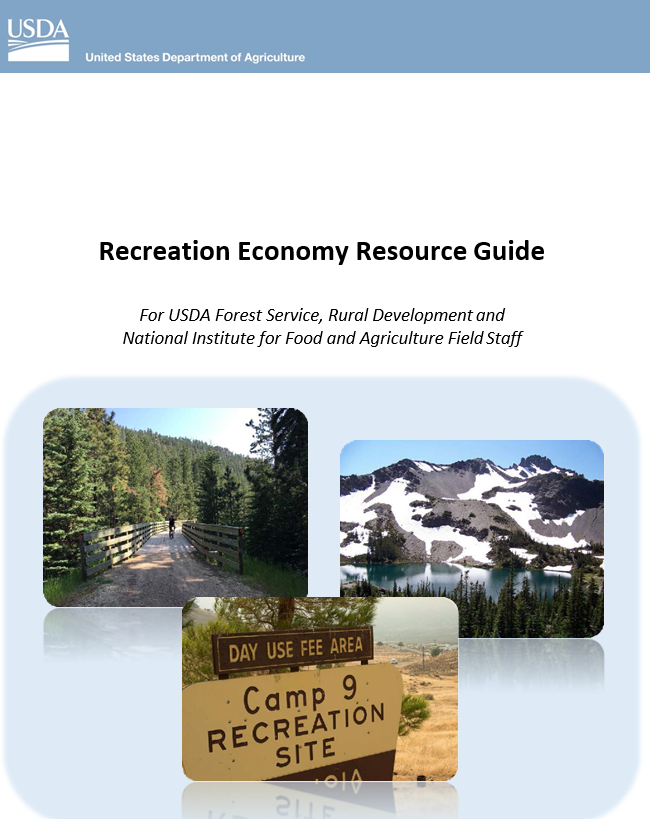 USDA
United States Department of Agriculture
Recreation Economy Resource Guide
For USDA Forest Service, Rural Development and
National Institute for Food and Agriculture Field Staff
DAY USE FEE AREA
Camp 9
RECREATION
SITE